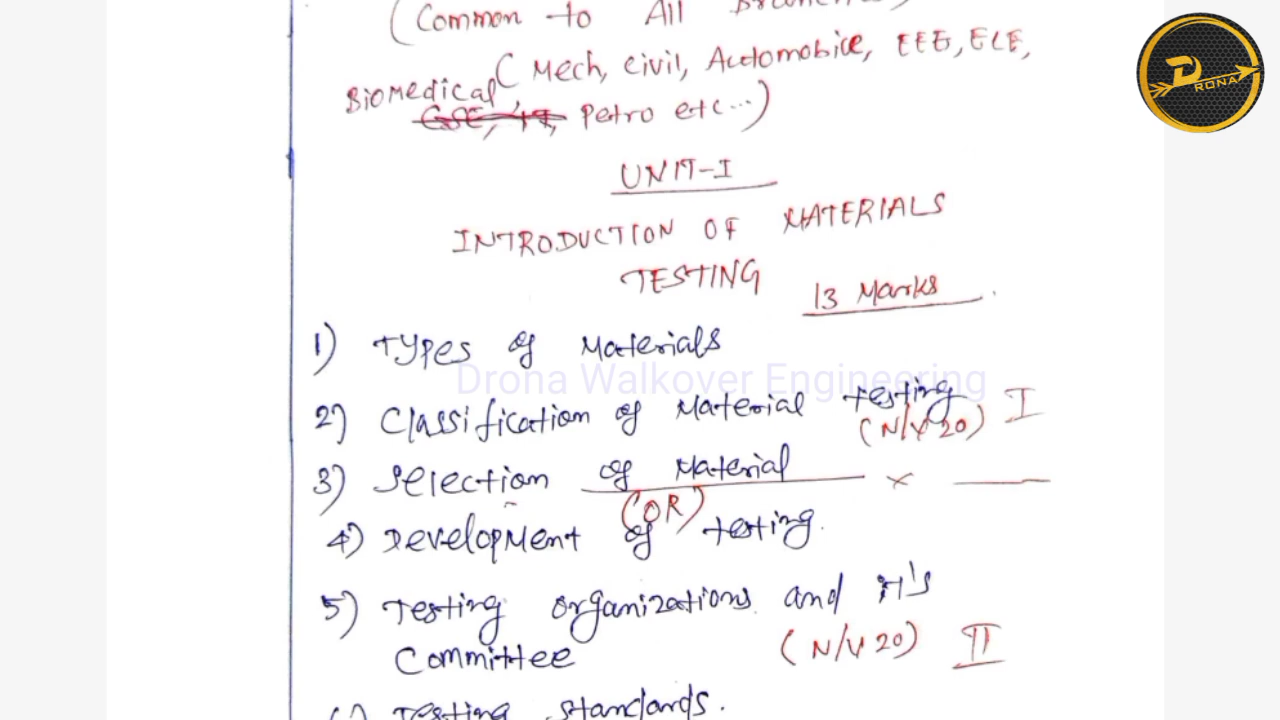 (Common to All Branches)
Biomedical (Mech, Civil, Automobile, EEE, ECE,
Petro etc...)
DRONA
UNIT-I
INTRODUCTION OF MATERIALS
TESTING
13 Marks
1) Types of Materials
Drona Walkover Engineering
2) Classification of Material testing I
(N/V 20)
3) Selection of Material x
(OR)
4) Development of testing.
5) Testing organizations and it's
Committee (N/V 20) II
6) Testing standards.